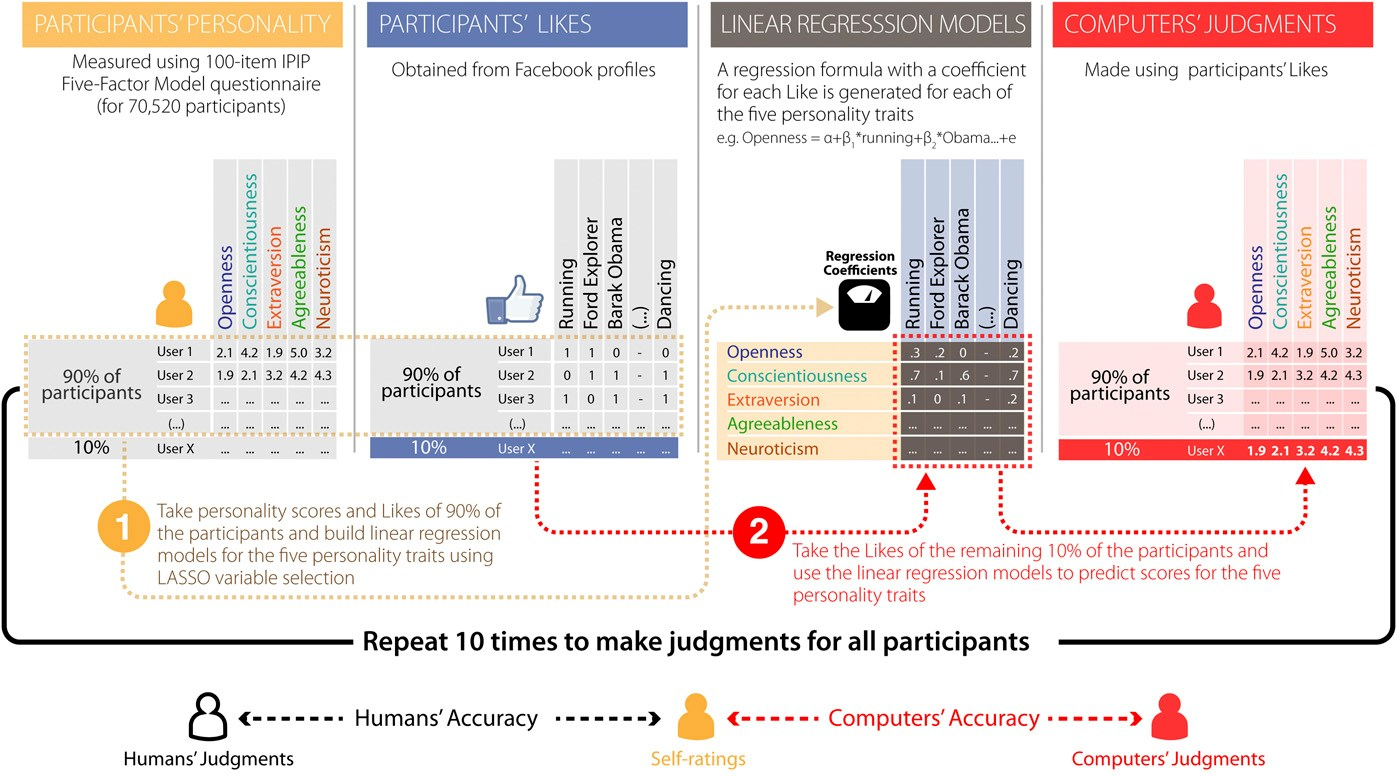 PARTICIPANTS' PERSONALITY
Measured using 100-item IPIP
Five-Factor Model questionnaire
(for 70,520 participants)
Openness
Conscientiousness
Extraversion
Agreeableness
Neuroticism
90% of
participants
User 1 2.1 4.2 1.9 5.0 3.2
User 2 1.9 2.1 3.2 4.2 4.3
User 3 ... ... ... ... ...
(...) ... ... ... ... ...
10% User X ... ... ... ... ...
PARTICIPANTS' LIKES
Obtained from Facebook profiles
Running
Ford Explorer
Barak Obama
(...)
Dancing
90% of
participants
User 1 1 1 0 - 0
User 2 0 1 1 - 1
User 3 1 0 1 - 1
(...) ... ... ... ... ...
10% User X ... ... ... ... ...
LINEAR REGRESSSION MODELS
A regression formula with a coefficient
for each Like is generated for each of
the five personality traits
e.g. Openness = α+β₁*running+β₂*Obama...+e
Regression
Coefficients
Running
Ford Explorer
Barack Obama
(...)
Dancing
Openness .3 .2 0 - .2
Conscientiousness .7 .1 .6 - .7
Extraversion .1 0 .1 - .2
Agreeableness ... ... ... ... ...
Neuroticism ... ... ... ... ...
COMPUTERS' JUDGMENTS
Made using participants' Likes
Openness
Conscientiousness
Extraversion
Agreeableness
Neuroticism
90% of
participants
User 1 2.1 4.2 1.9 5.0 3.2
User 2 1.9 2.1 3.2 4.2 4.3
User 3 ... ... ... ... ...
(...) ... ... ... ... ...
10% User X 1.9 2.1 3.2 4.2 4.3
1
Take personality scores and Likes of 90% of
the participants and build linear regression
models for the five personality traits using
LASSO variable selection
2
Take the Likes of the remaining 10% of the participants and
use the linear regression models to predict scores for the five
personality traits
Repeat 10 times to make judgments for all participants
Humans' Accuracy
Computers' Accuracy
Humans' Judgments
Self-ratings
Computers' Judgments